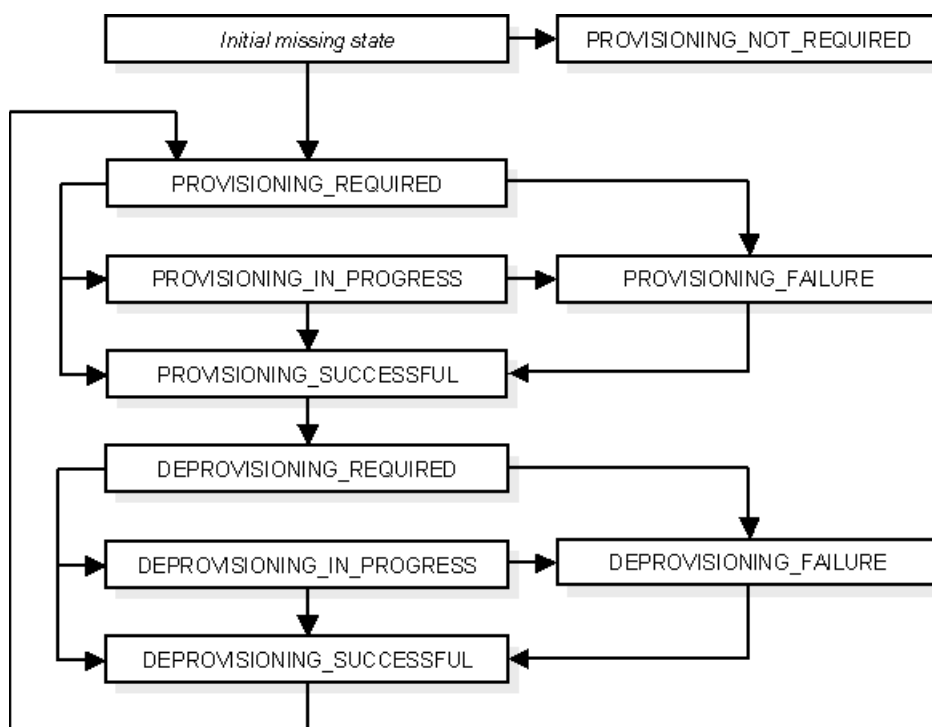 Initial missing state
PROVISIONING_NOT_REQUIRED
PROVISIONING_REQUIRED
PROVISIONING_IN_PROGRESS
PROVISIONING_FAILURE
PROVISIONING_SUCCESSFUL
DEPROVISIONING_REQUIRED
DEPROVISIONING_IN_PROGRESS
DEPROVISIONING_FAILURE
DEPROVISIONING_SUCCESSFUL